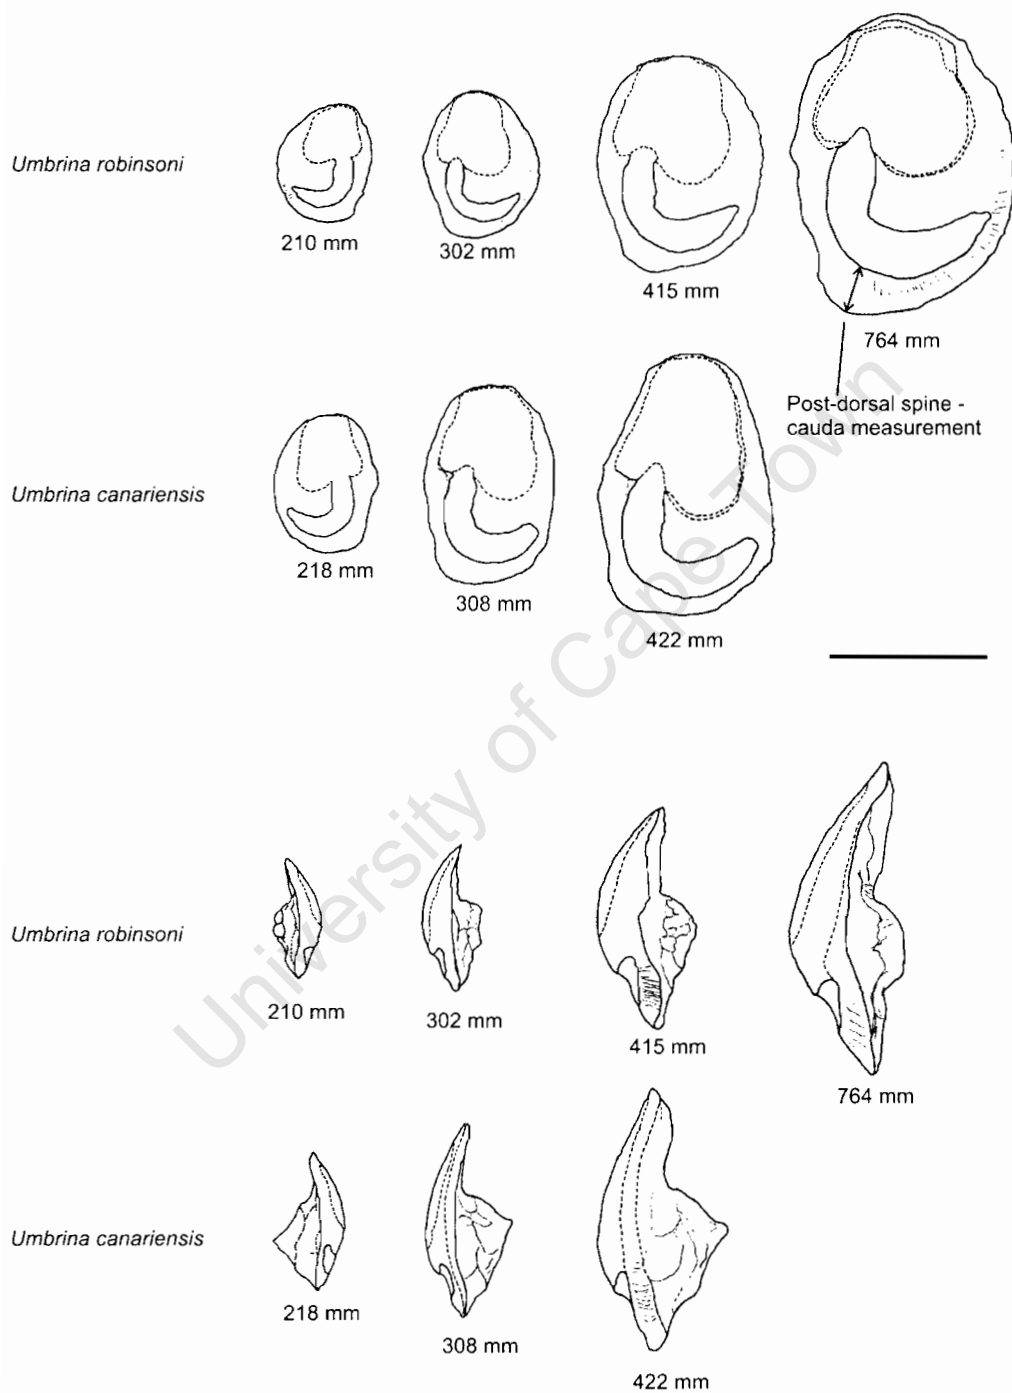 Umbrina robinsoni
210 mm
302 mm
415 mm
764 mm
Post-dorsal spine -
cauda measurement
Umbrina canariensis
218 mm
308 mm
422 mm
University of Cape Town
Umbrina robinsoni
210 mm
302 mm
415 mm
764 mm
Umbrina canariensis
218 mm
308 mm
422 mm